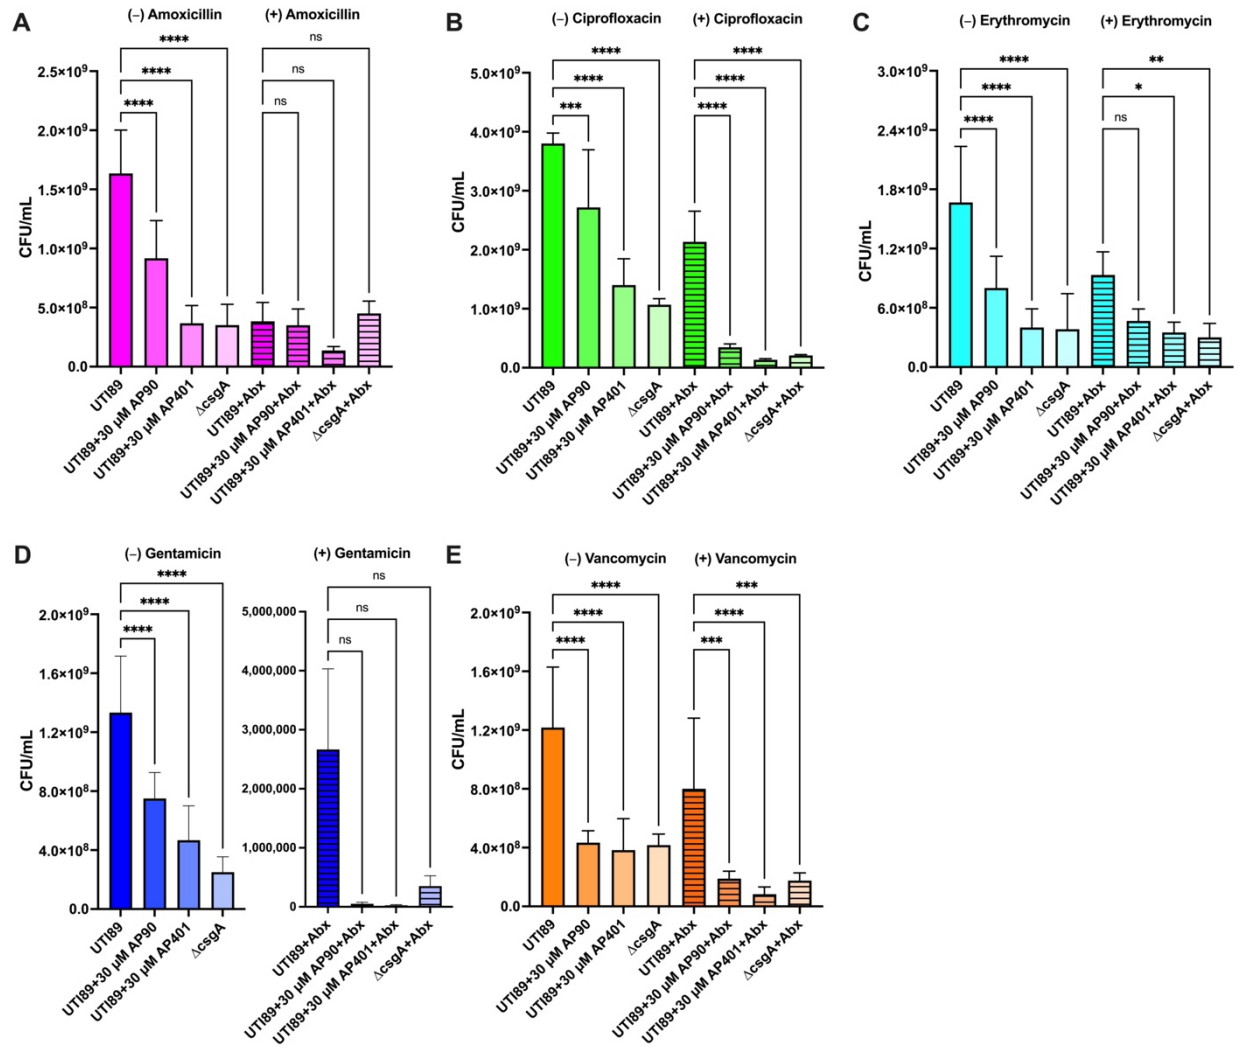 A
(−) Amoxicillin
(+) Amoxicillin
ns
****
****
ns
****
ns
2.5×10⁹
2.0×10⁹
1.5×10⁹
1.0×10⁹
5.0×10⁸
0.0
CFU/mL
UTI89
UTI89+30 µM AP90
UTI89+30 µM AP401
ΔcsgA
UTI89+Abx
UTI89+30 µM AP90+Abx
UTI89+30 µM AP401+Abx
ΔcsgA+Abx
B
(−) Ciprofloxacin
(+) Ciprofloxacin
****
****
****
****
***
****
5.0×10⁹
4.0×10⁹
3.0×10⁹
2.0×10⁹
1.0×10⁹
0.0
CFU/mL
UTI89
UTI89+30 µM AP90
UTI89+30 µM AP401
ΔcsgA
UTI89+Abx
UTI89+30 µM AP90+Abx
UTI89+30 µM AP401+Abx
ΔcsgA+Abx
C
(−) Erythromycin
(+) Erythromycin
****
**
****
*
****
ns
3.0×10⁹
2.4×10⁹
1.8×10⁹
1.2×10⁹
6.0×10⁸
0.0
CFU/mL
UTI89
UTI89+30 µM AP90
UTI89+30 µM AP401
ΔcsgA
UTI89+Abx
UTI89+30 µM AP90+Abx
UTI89+30 µM AP401+Abx
ΔcsgA+Abx
D
(−) Gentamicin
(+) Gentamicin
****
****
****
2.0×10⁹
1.6×10⁹
1.2×10⁹
8.0×10⁸
4.0×10⁸
0.0
CFU/mL
UTI89
UTI89+30 µM AP90
UTI89+30 µM AP401
ΔcsgA
ns
ns
ns
5,000,000
4,000,000
3,000,000
2,000,000
1,000,000
0
UTI89+Abx
UTI89+30 µM AP90+Abx
UTI89+30 µM AP401+Abx
ΔcsgA+Abx
E
(−) Vancomycin
(+) Vancomycin
****
***
****
****
****
***
2.0×10⁹
1.6×10⁹
1.2×10⁹
8.0×10⁸
4.0×10⁸
0.0
CFU/mL
UTI89
UTI89+30 µM AP90
UTI89+30 µM AP401
ΔcsgA
UTI89+Abx
UTI89+30 µM AP90+Abx
UTI89+30 µM AP401+Abx
ΔcsgA+Abx